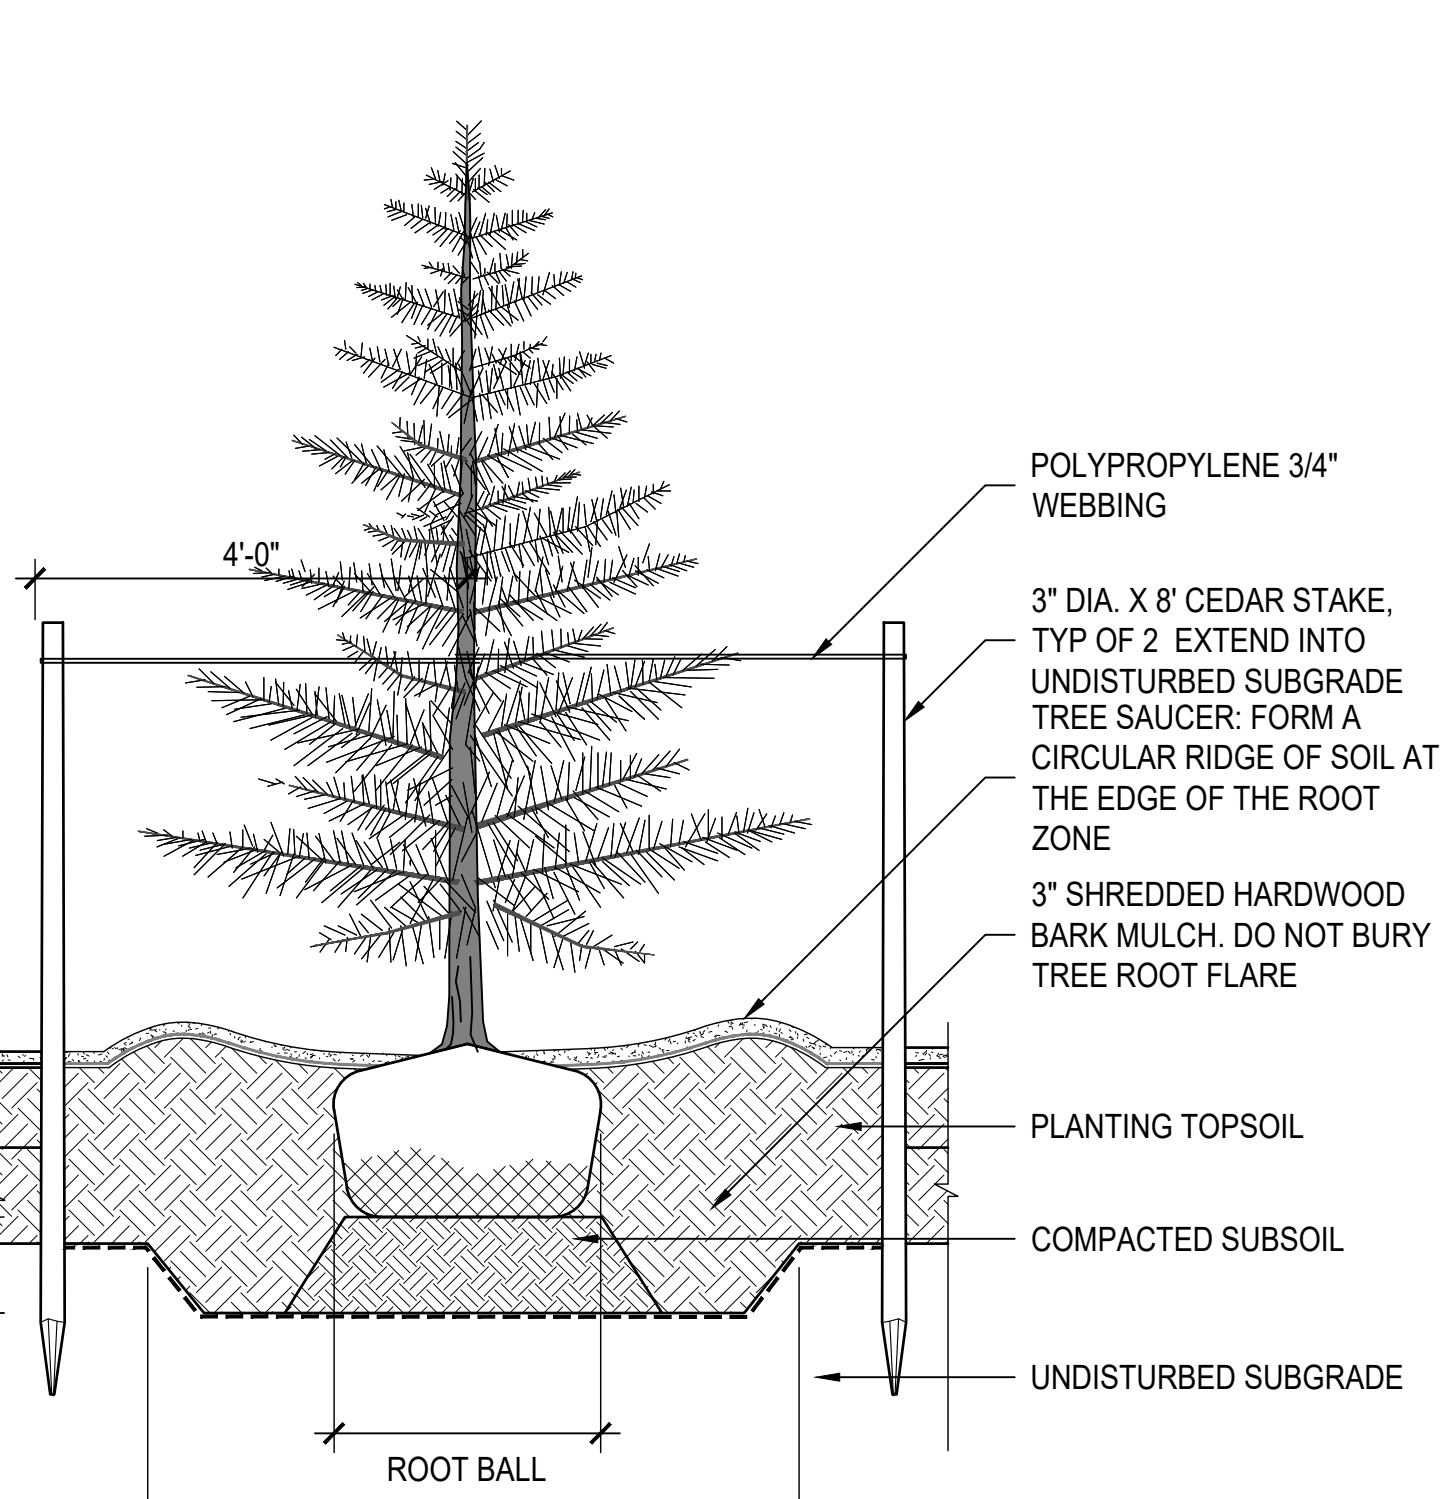 POLYPROPYLENE 3/4"
WEBBING
4'-0"
3" DIA. X 8' CEDAR STAKE,
TYP OF 2 EXTEND INTO
UNDISTURBED SUBGRADE
TREE SAUCER: FORM A
CIRCULAR RIDGE OF SOIL AT
THE EDGE OF THE ROOT
ZONE
3" SHREDDED HARDWOOD
BARK MULCH. DO NOT BURY
TREE ROOT FLARE
PLANTING TOPSOIL
COMPACTED SUBSOIL
UNDISTURBED SUBGRADE
ROOT BALL